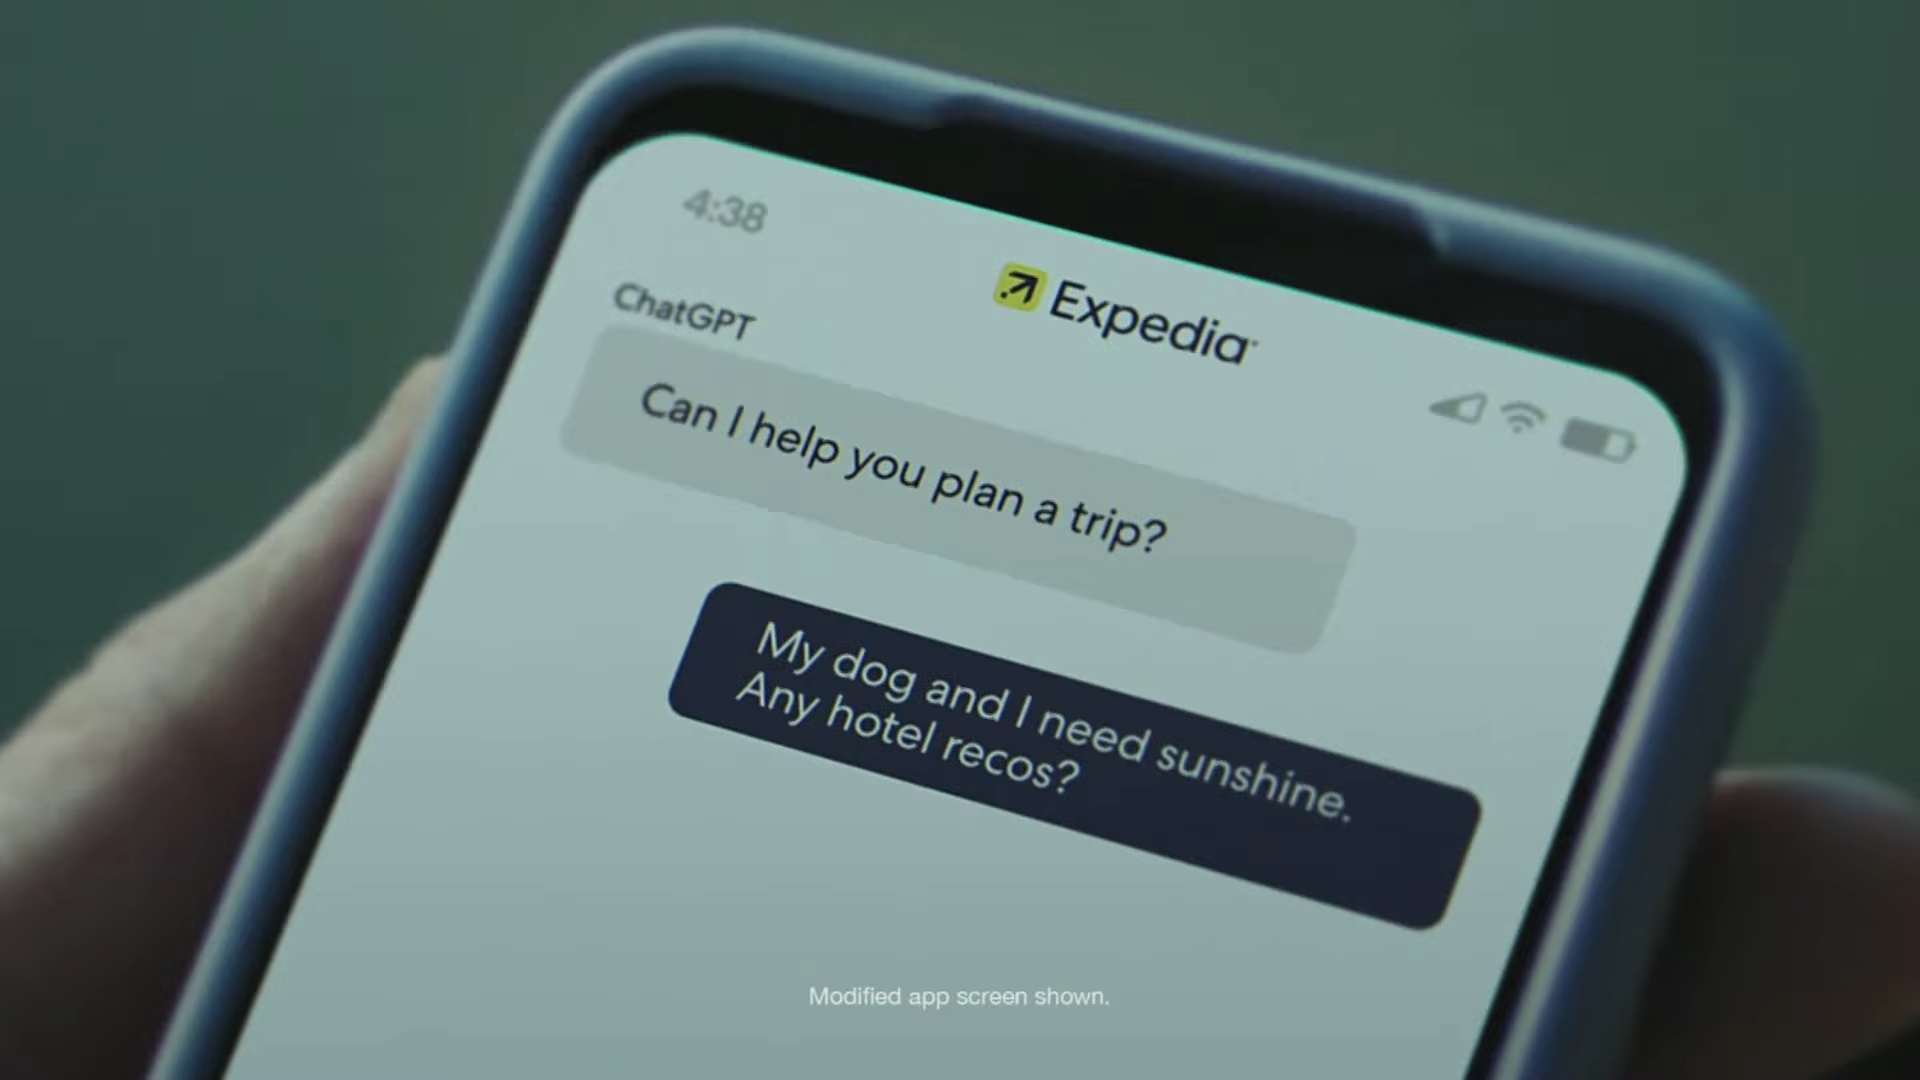 4:38
Expedia
ChatGPT
Can I help you plan a trip?
My dog and I need sunshine.
Any hotel recos?
Modified app screen shown.